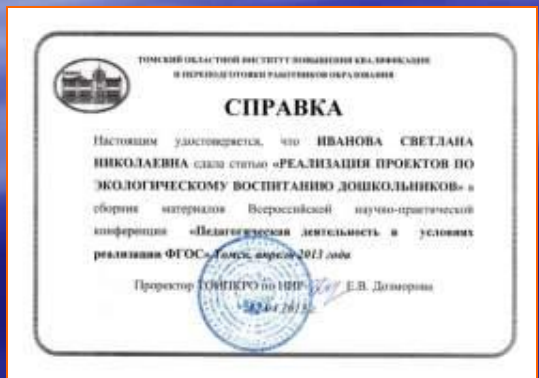 ТОМСКИЙ ОБЛАСТНОЙ ИНСТИТУТ ПОВЫШЕНИЯ КВАЛИФИКАЦИИ
И ПЕРЕПОДГОТОВКИ РАБОТНИКОВ ОБРАЗОВАНИЯ
СПРАВКА
Настоящим удостоверяется, что ИВАНОВА СВЕТЛАНА
НИКОЛАЕВНА сдала статью «РЕАЛИЗАЦИЯ ПРОЕКТОВ ПО
ЭКОЛОГИЧЕСКОМУ ВОСПИТАНИЮ ДОШКОЛЬНИКОВ» в
сборник материалов Всероссийской научно-практической
конференции «Педагогическая деятельность в условиях
реализации ФГОС» Томск, апрель 2013 года
Проректор ТОИПКРО по НИР Е.В. Дозморова